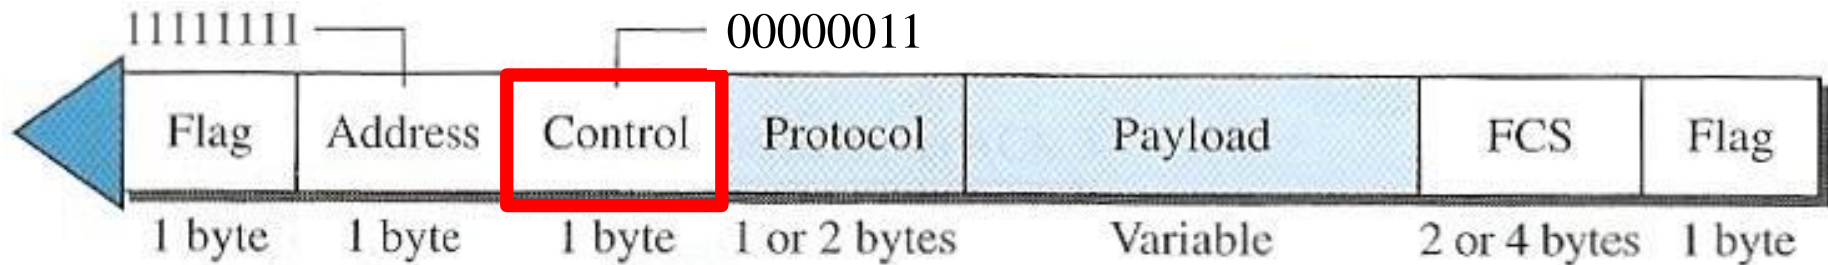 11111111 00000011
Flag Address Control Protocol Payload FCS Flag
1 byte 1 byte 1 byte 1 or 2 bytes Variable 2 or 4 bytes 1 byte